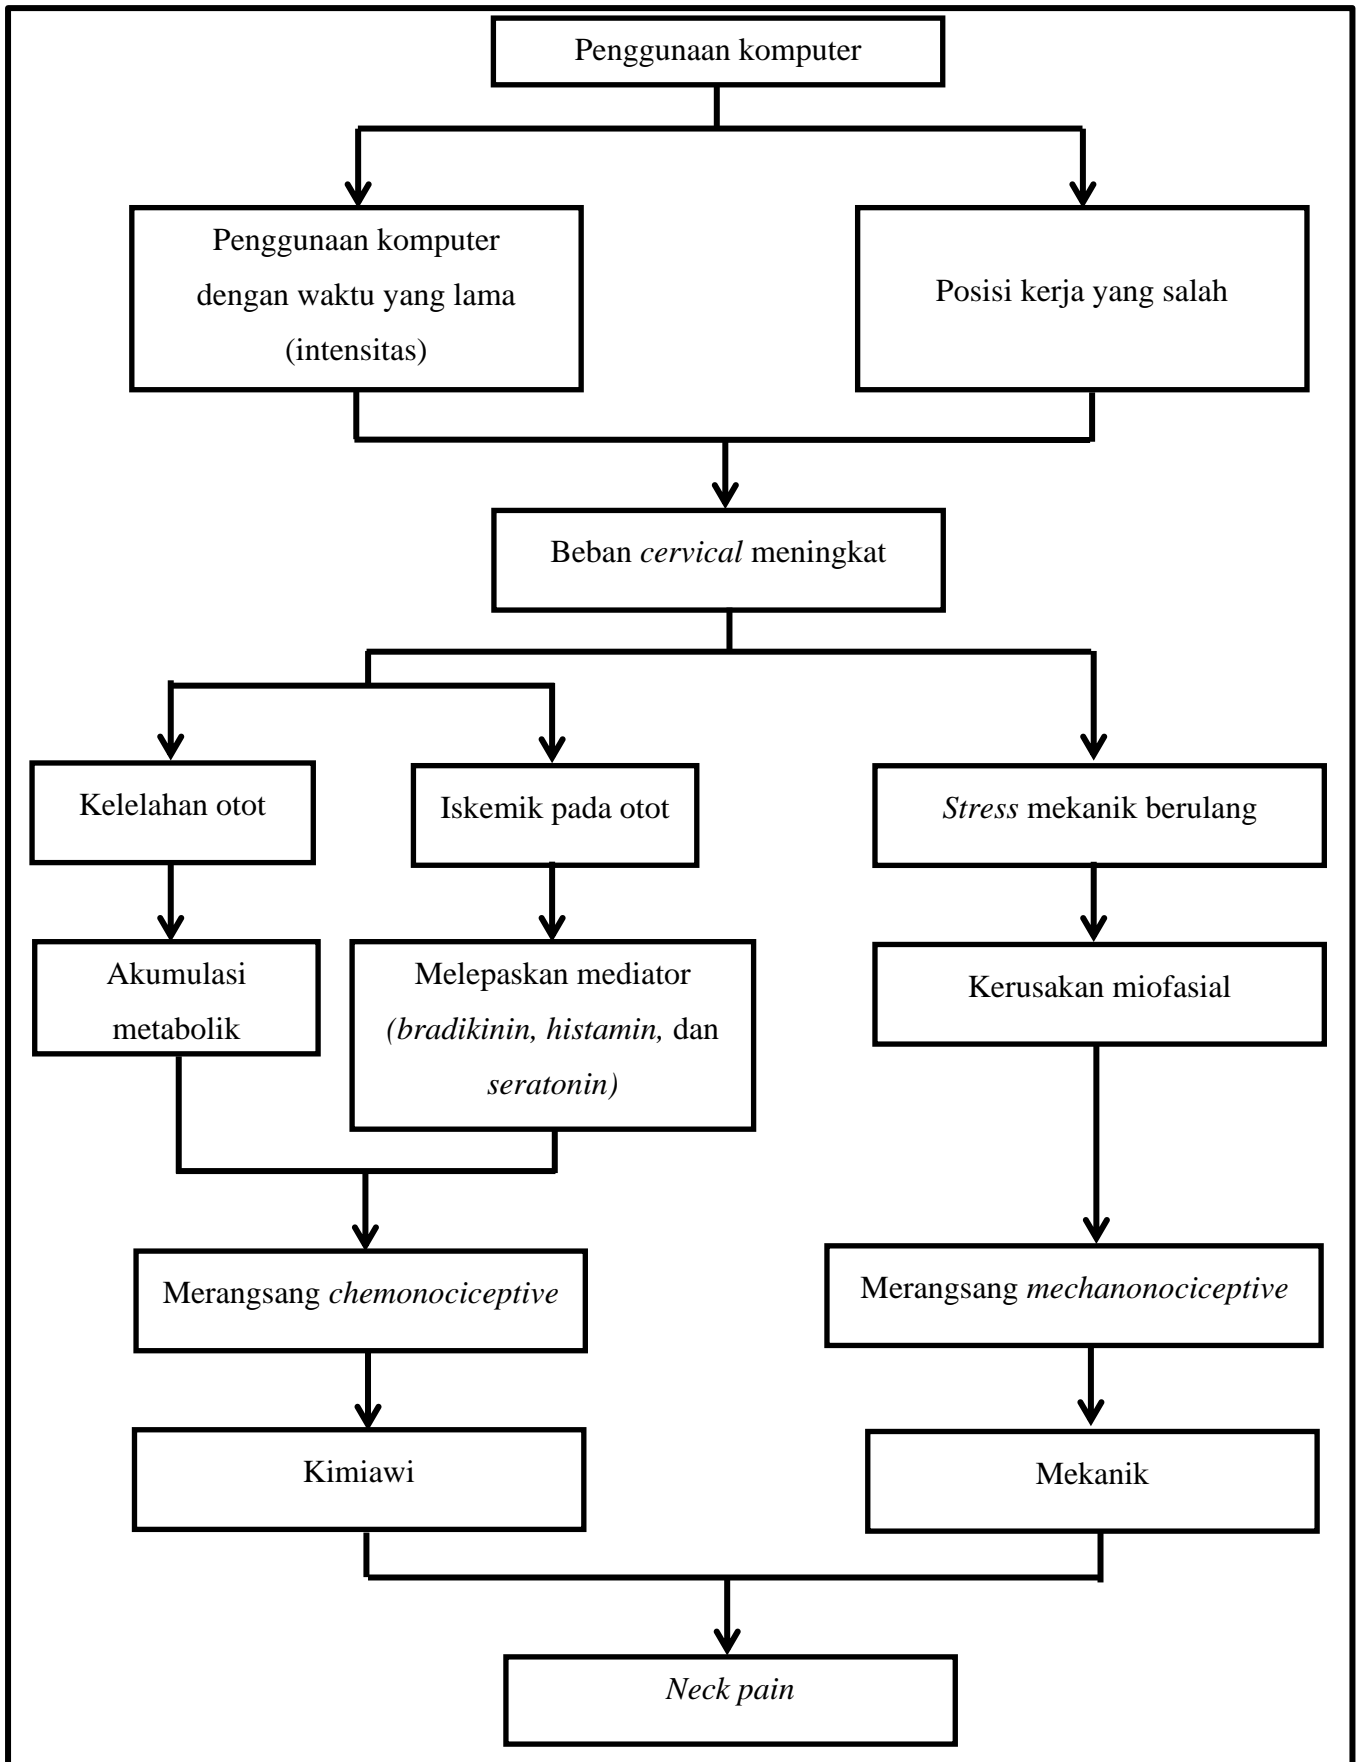 Penggunaan komputer
Penggunaan komputer
dengan waktu yang lama
(intensitas)
Posisi kerja yang salah
Beban cervical meningkat
Kelelahan otot
Iskemik pada otot
Stress mekanik berulang
Akumulasi
metabolik
Melepaskan mediator
(bradikinin, histamin, dan
seratonin)
Kerusakan miofasial
Merangsang chemonociceptive
Merangsang mechanonociceptive
Kimiawi
Mekanik
Neck pain